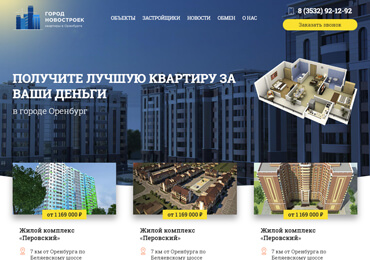 ГОРОД
НОВОСТРОЕК
квартиры в Оренбурге
ОБЪЕКТЫ ЗАСТРОЙЩИКИ НОВОСТИ ОБМЕН О НАС
8 (3532) 92-12-92
Заказать звонок
ПОЛУЧИТЕ ЛУЧШУЮ КВАРТИРУ ЗА
ВАШИ ДЕНЬГИ
в городе Оренбург
от 1 169 000 ₽ от 1 169 000 ₽ от 1 169 000 ₽
Жилой комплекс Жилой комплекс Жилой комплекс
«Перовский» «Перовский» «Перовский»
7 км от Оренбурга по 7 км от Оренбурга по 7 км от Оренбурга по
Беляевскому шоссе Беляевскому шоссе Беляевскому шоссе